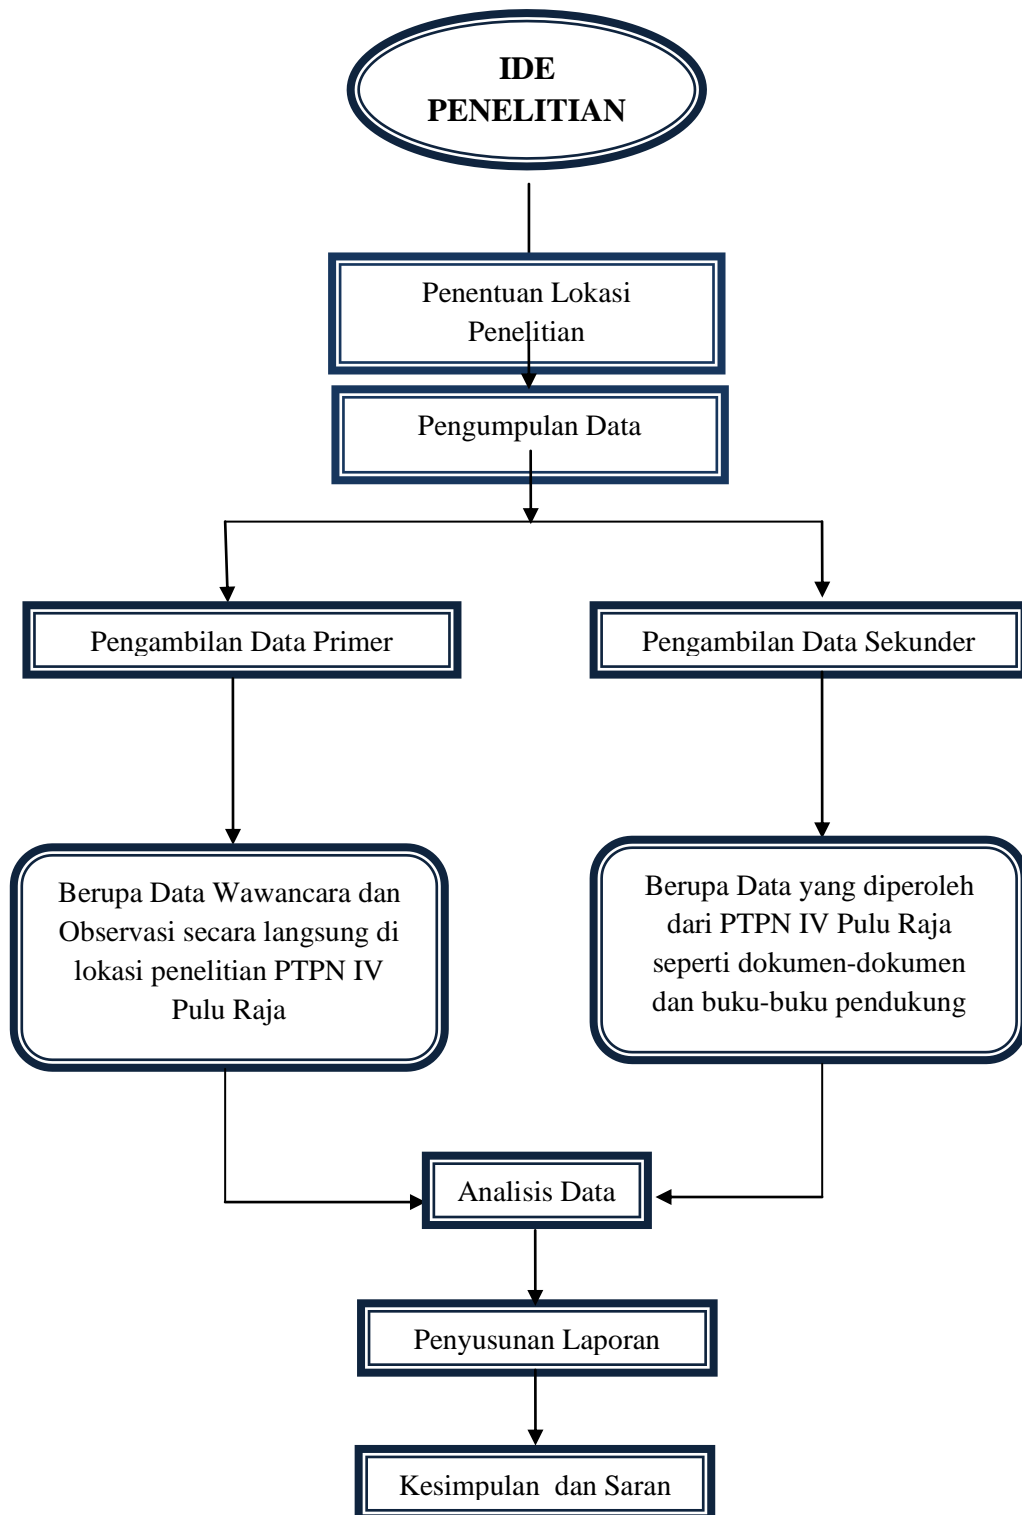 IDE
PENELITIAN
Penentuan Lokasi
Penelitian
Pengumpulan Data
Pengambilan Data Primer
Pengambilan Data Sekunder
Berupa Data Wawancara dan
Observasi secara langsung di
lokasi penelitian PTPN IV
Pulu Raja
Berupa Data yang diperoleh
dari PTPN IV Pulu Raja
seperti dokumen-dokumen
dan buku-buku pendukung
Analisis Data
Penyusunan Laporan
Kesimpulan dan Saran